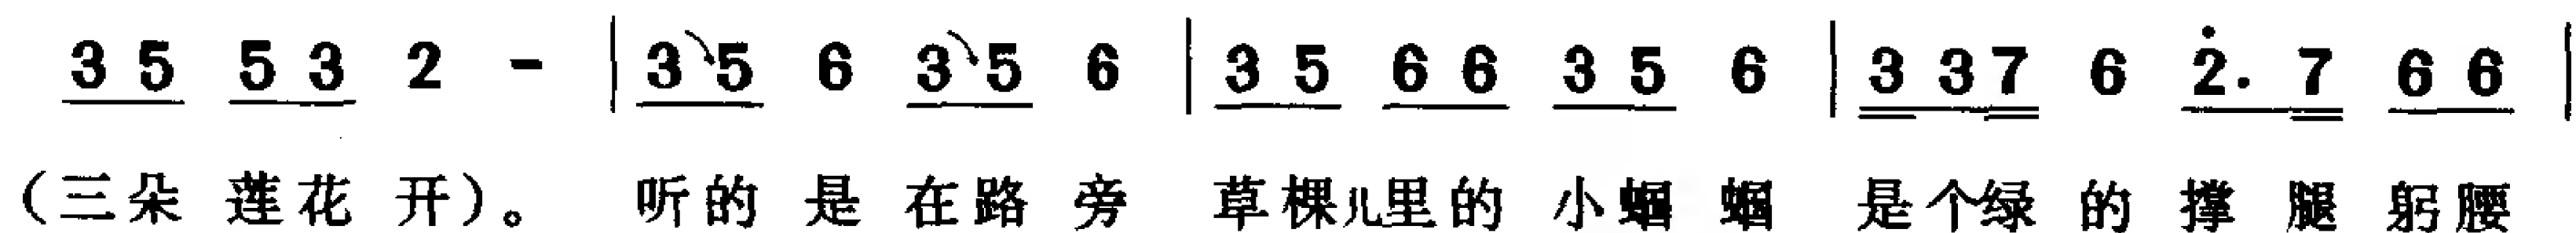 3 5 5 3 2 - | 3 5 6 3 5 6 | 3 5 6 6 3 5 6 | 3 3 7 6 2̇. 7 6 6 |
(三朵 莲花 开)。 听的 是 在路 旁 草棵儿里的 小蝈 蝈 是个绿 的 撑 腿 躬腰